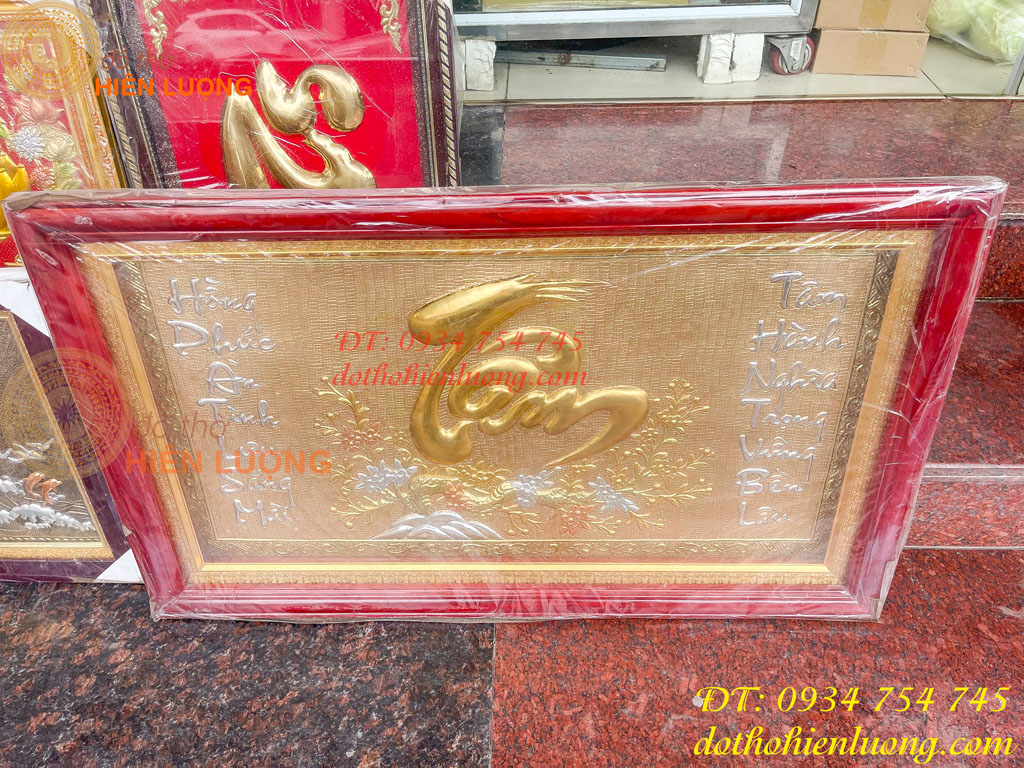 đồ thờ
HIỀN LƯƠNG
Hồng
Phúc
Ân
Tình
Sáng
Mãi
Tâm
ĐT: 0934 754 745
dothohienluong.com
Tâm
Hành
Nghĩa
Trọng
Vững
Bền
Lâu
đồ thờ
HIỀN LƯƠNG
ĐT: 0934 754 745
dothohienluong.com